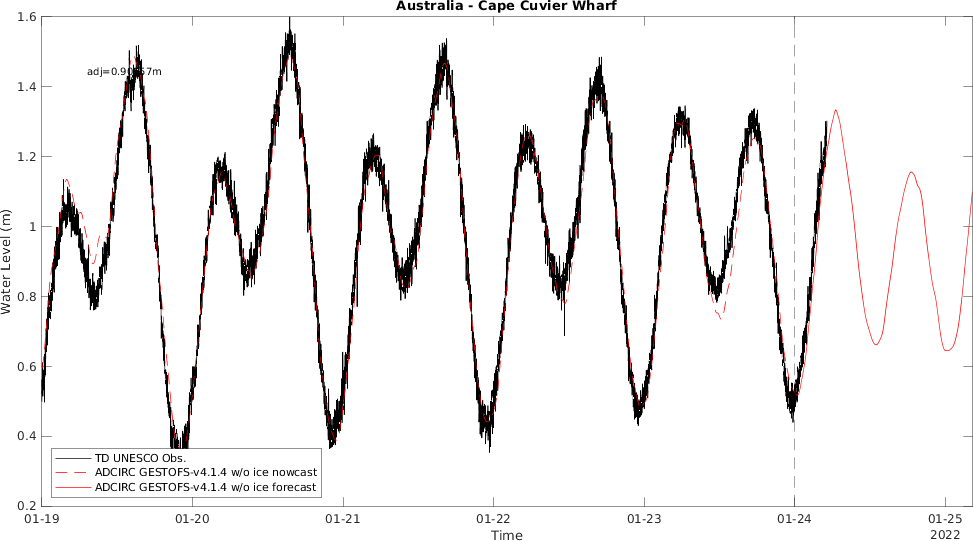 Australia - Cape Cuvier Wharf
1.6
1.4
1.2
1
0.8
0.6
0.4
0.2
Water Level (m)
TD UNESCO Obs.
ADCIRC GESTOFS-v4.1.4 w/o ice nowcast
ADCIRC GESTOFS-v4.1.4 w/o ice forecast
01-19
01-20
01-21
01-22
01-23
01-24
01-25
Time
2022